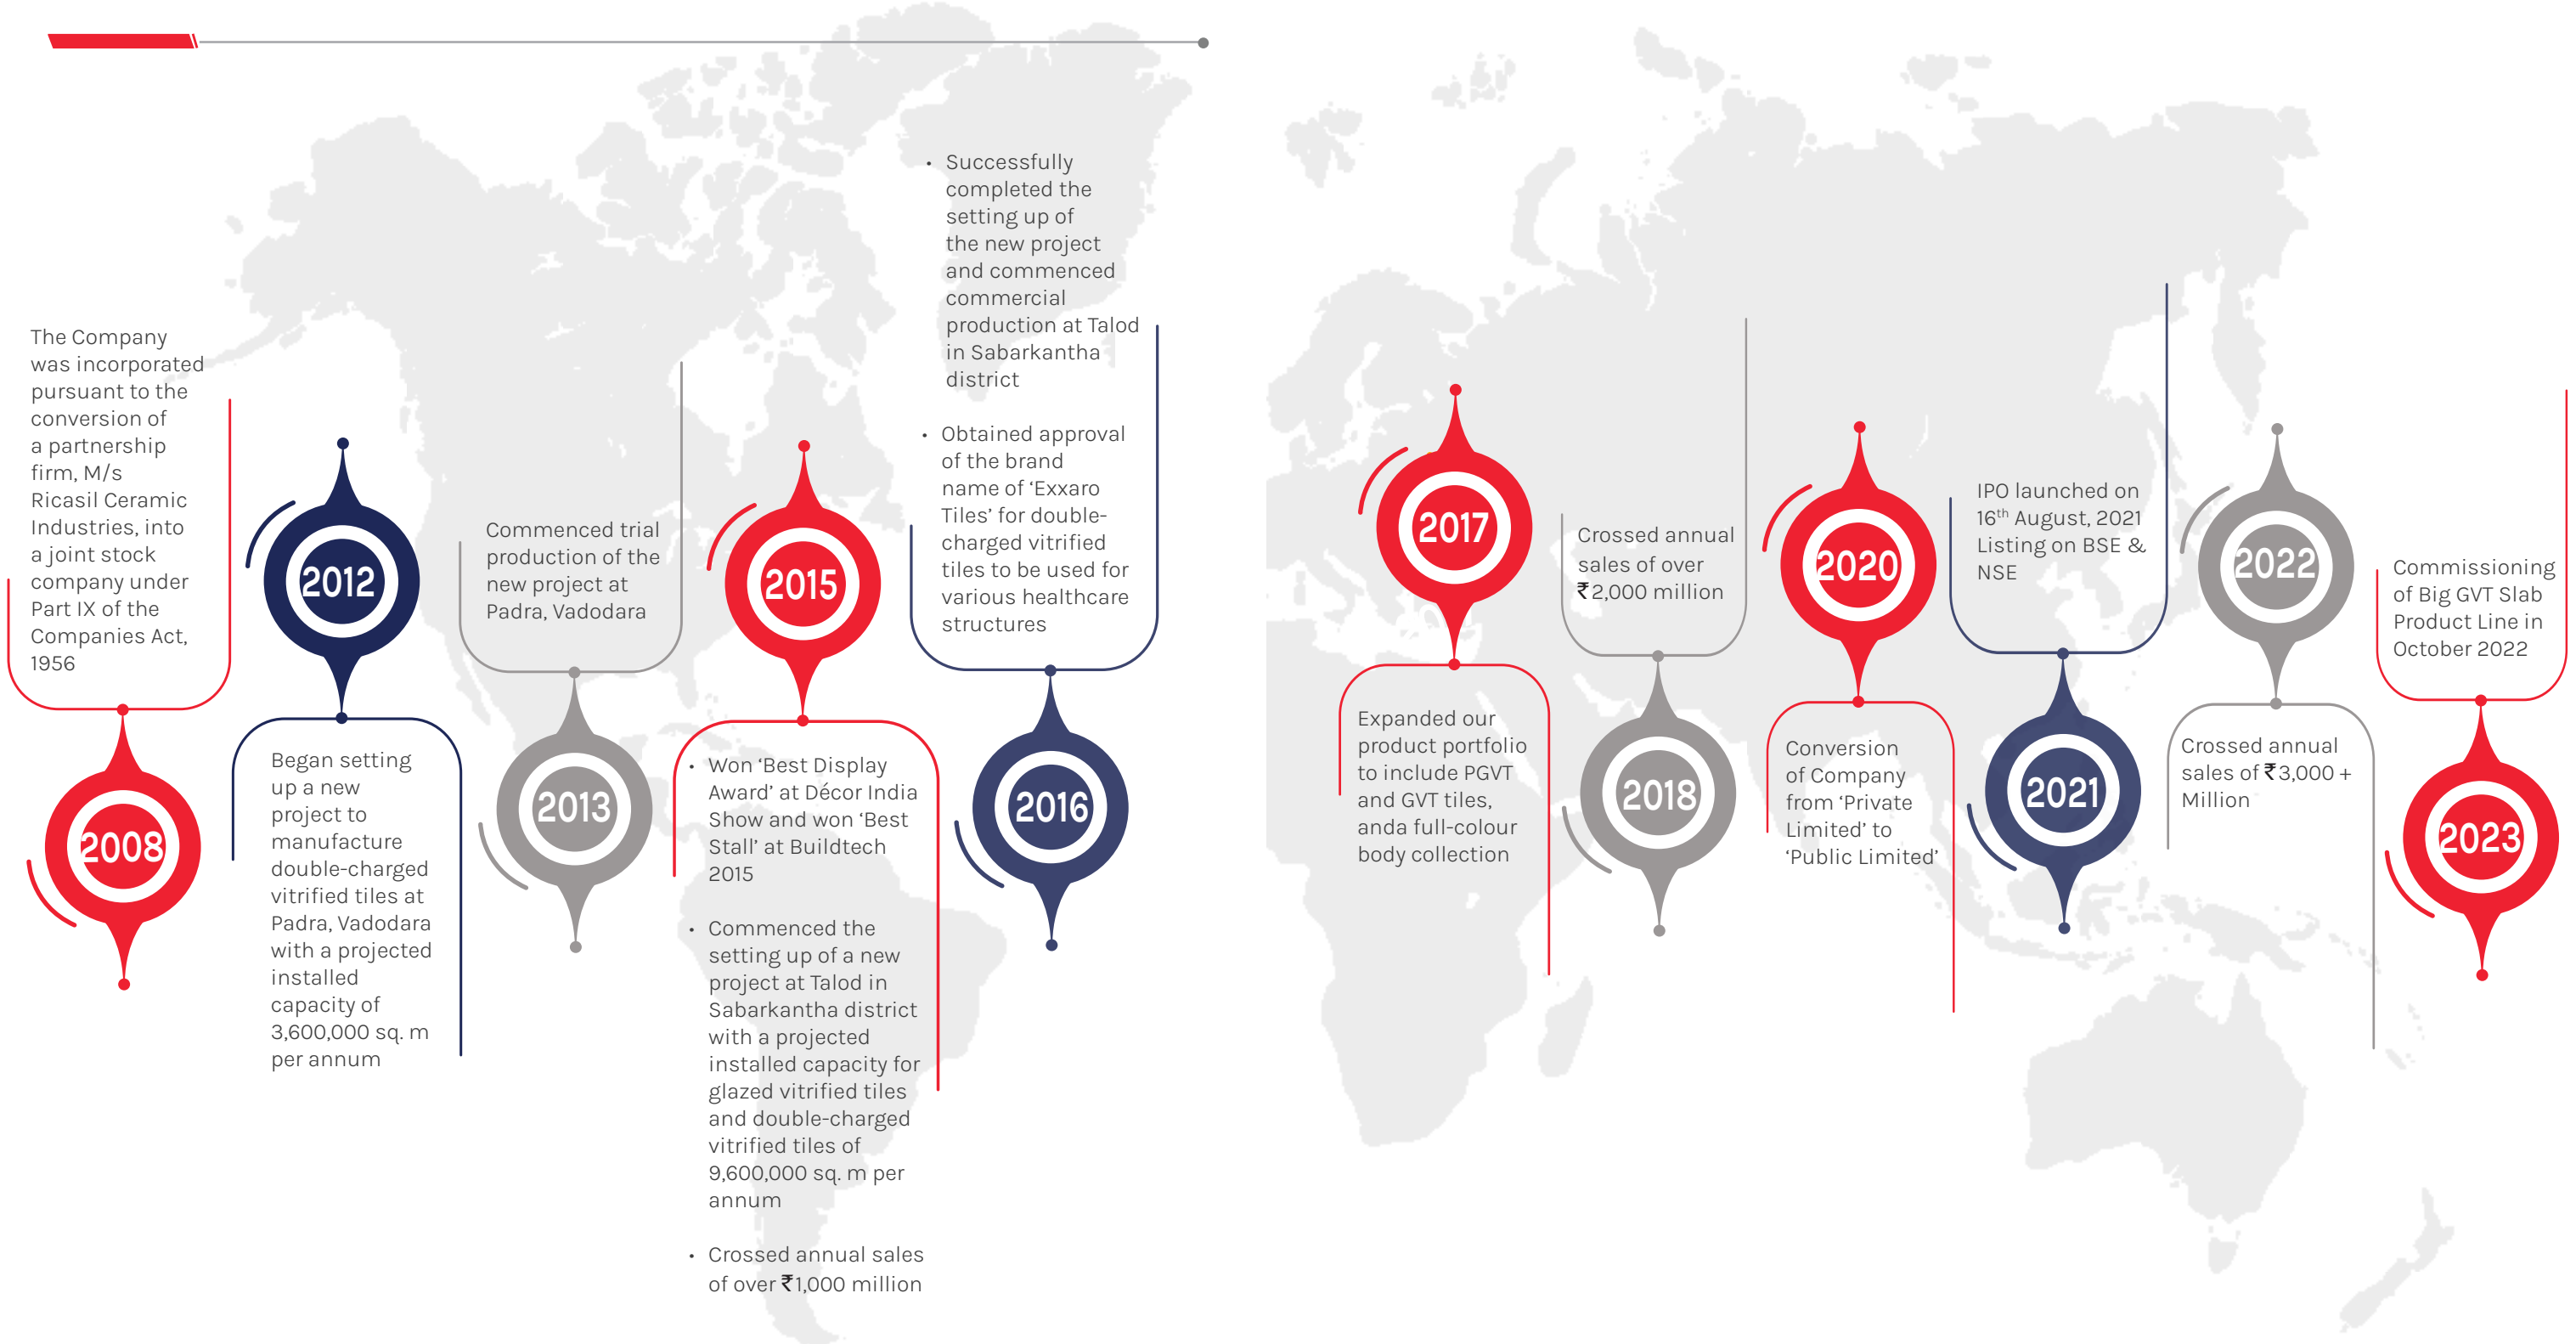 The Company
was incorporated
pursuant to the
conversion of
a partnership
firm, M/s
Ricasil Ceramic
Industries, into
a joint stock
company under
Part IX of the
Companies Act,
1956
2008
2012
Began setting
up a new
project to
manufacture
double-charged
vitrified tiles at
Padra, Vadodara
with a projected
installed
capacity of
3,600,000 sq. m
per annum
Commenced trial
production of the
new project at
Padra, Vadodara
2013
2015
• Won ‘Best Display
Award’ at Décor India
Show and won ‘Best
Stall’ at Buildtech
2015
• Commenced the
setting up of a new
project at Talod in
Sabarkantha district
with a projected
installed capacity for
glazed vitrified tiles
and double-charged
vitrified tiles of
9,600,000 sq. m per
annum
• Crossed annual sales
of over ₹1,000 million
• Successfully
completed the
setting up of
the new project
and commenced
commercial
production at Talod
in Sabarkantha
district
• Obtained approval
of the brand
name of ‘Exxaro
Tiles’ for double-
charged vitrified
tiles to be used for
various healthcare
structures
2016
2017
Expanded our
product portfolio
to include PGVT
and GVT tiles,
anda full-colour
body collection
Crossed annual
sales of over
₹2,000 million
2018
2020
Conversion
of Company
from ‘Private
Limited’ to
‘Public Limited’
IPO launched on
16th August, 2021
Listing on BSE &
NSE
2021
2022
Crossed annual
sales of ₹3,000 +
Million
Commissioning
of Big GVT Slab
Product Line in
October 2022
2023